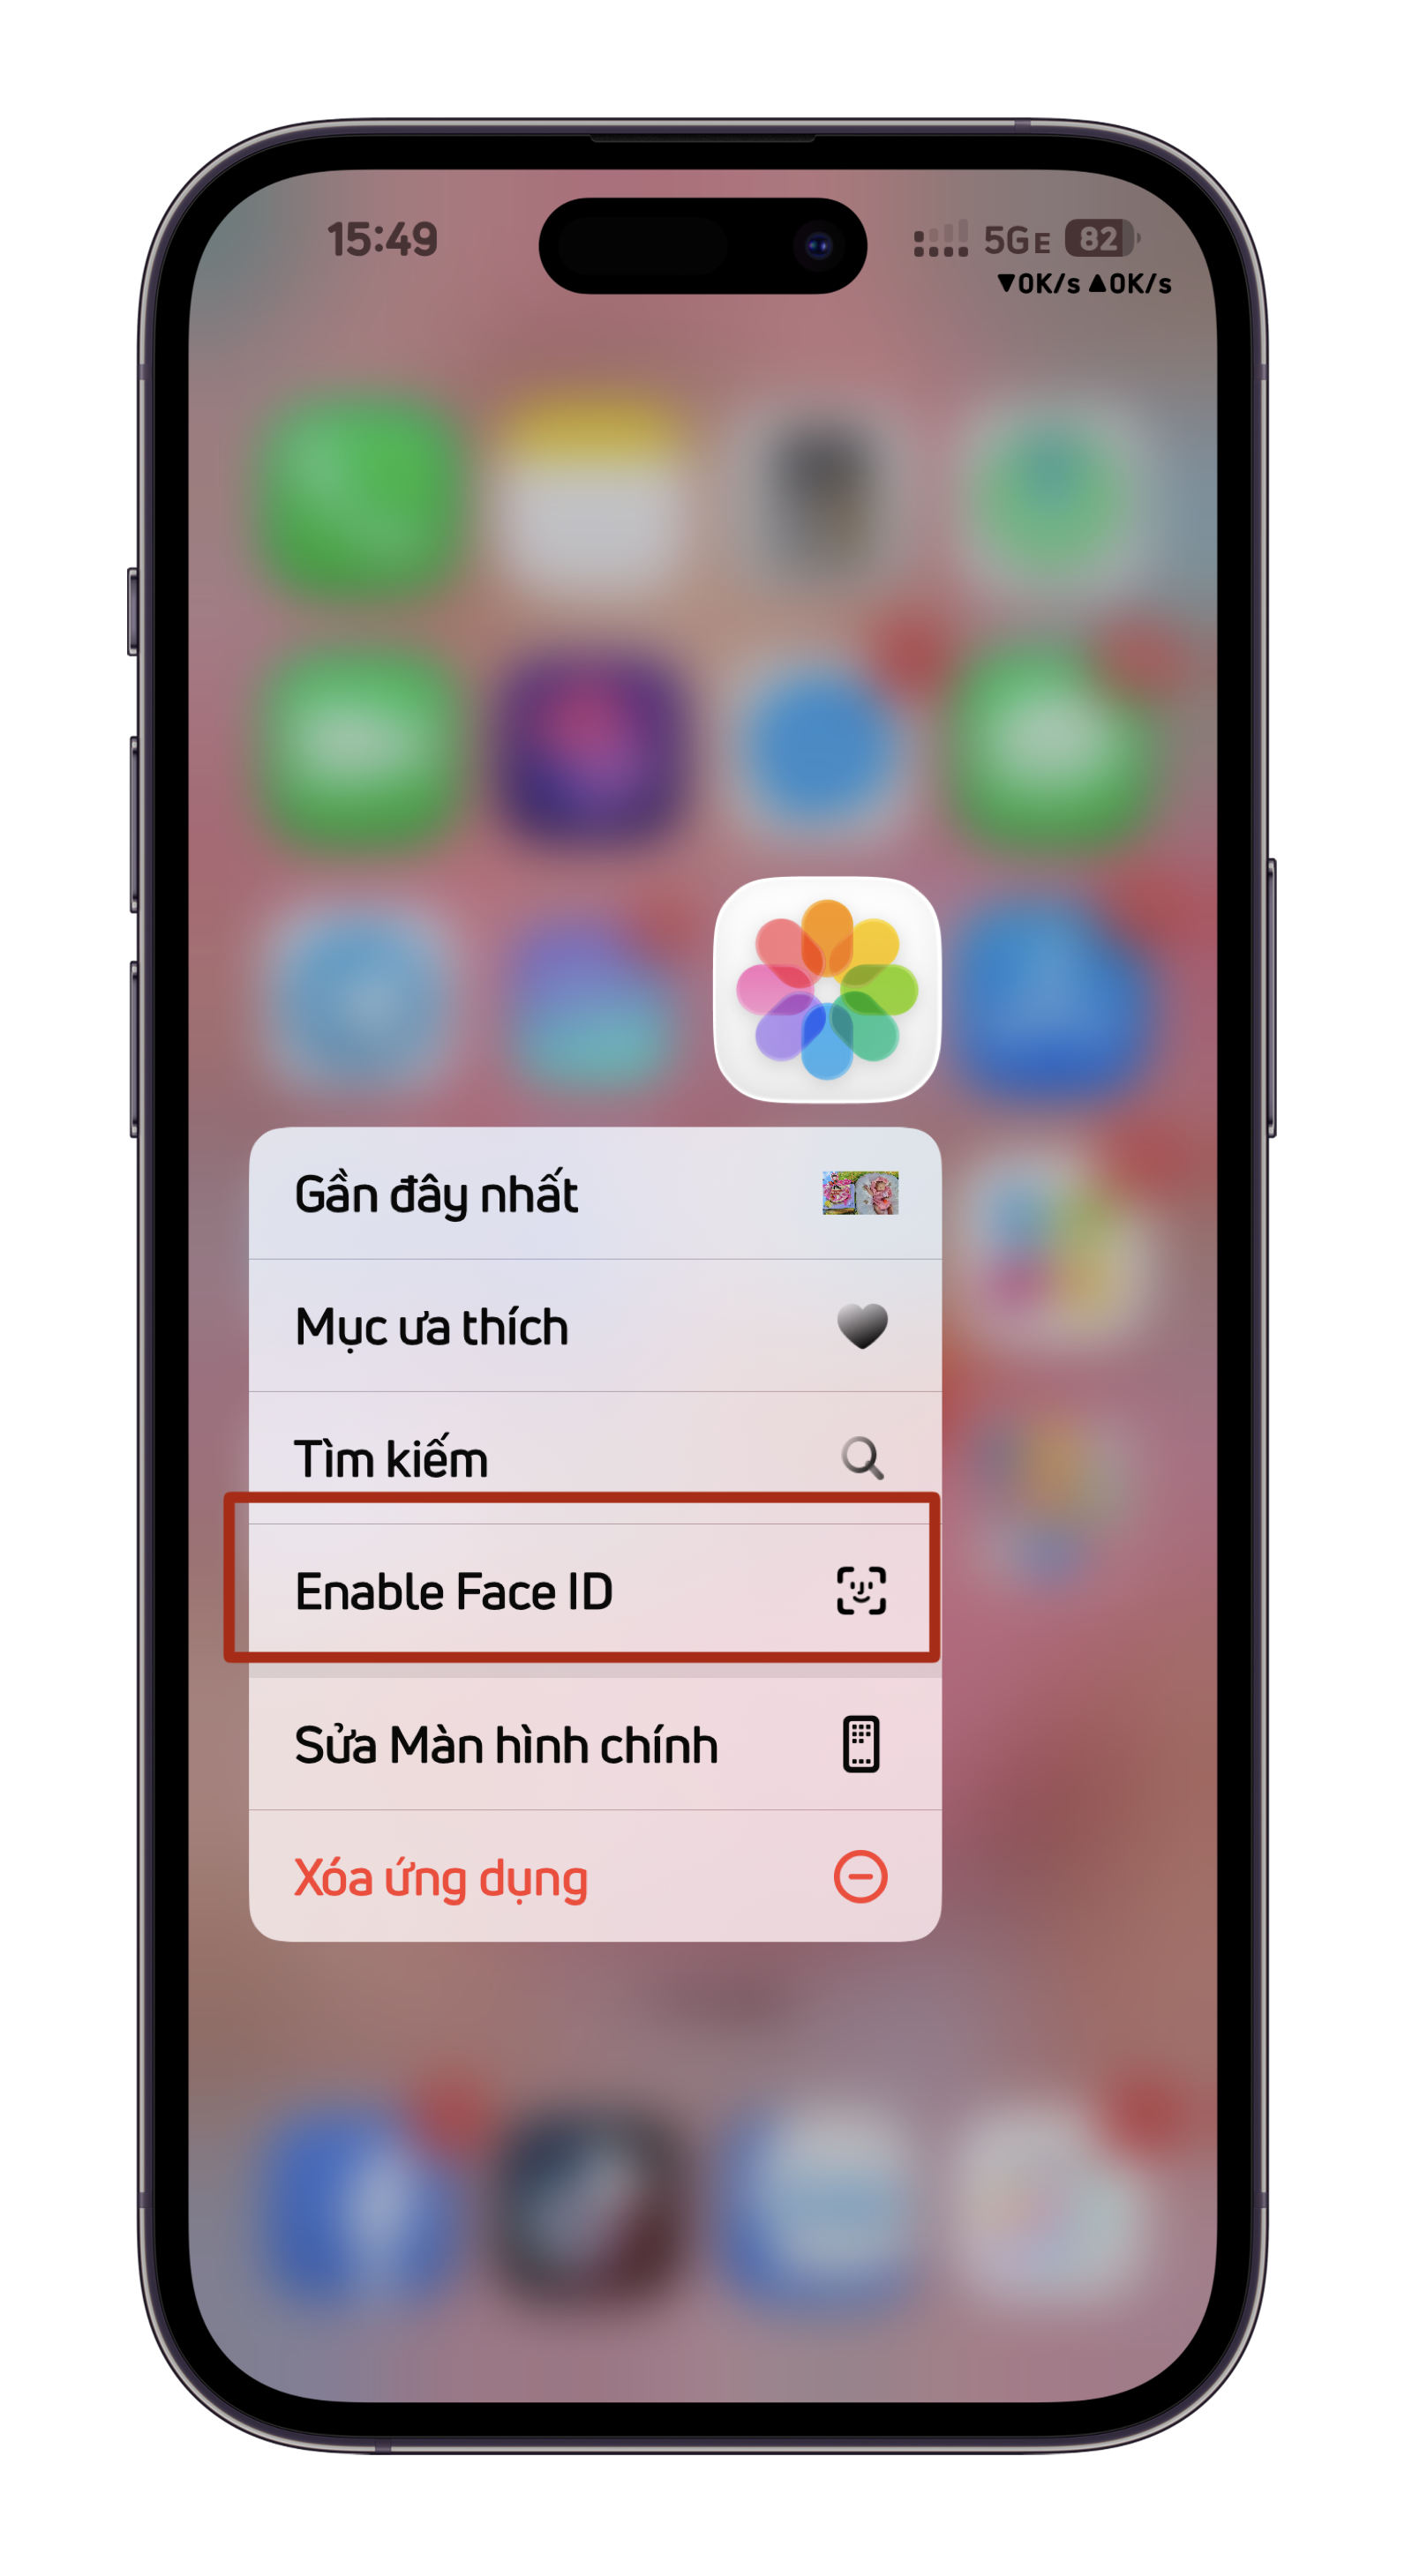 15:49
5GE 82
▼0K/s ▲0K/s
Gần đây nhất
Mục ưa thích
Tìm kiếm
Enable Face ID
Sửa Màn hình chính
Xóa ứng dụng